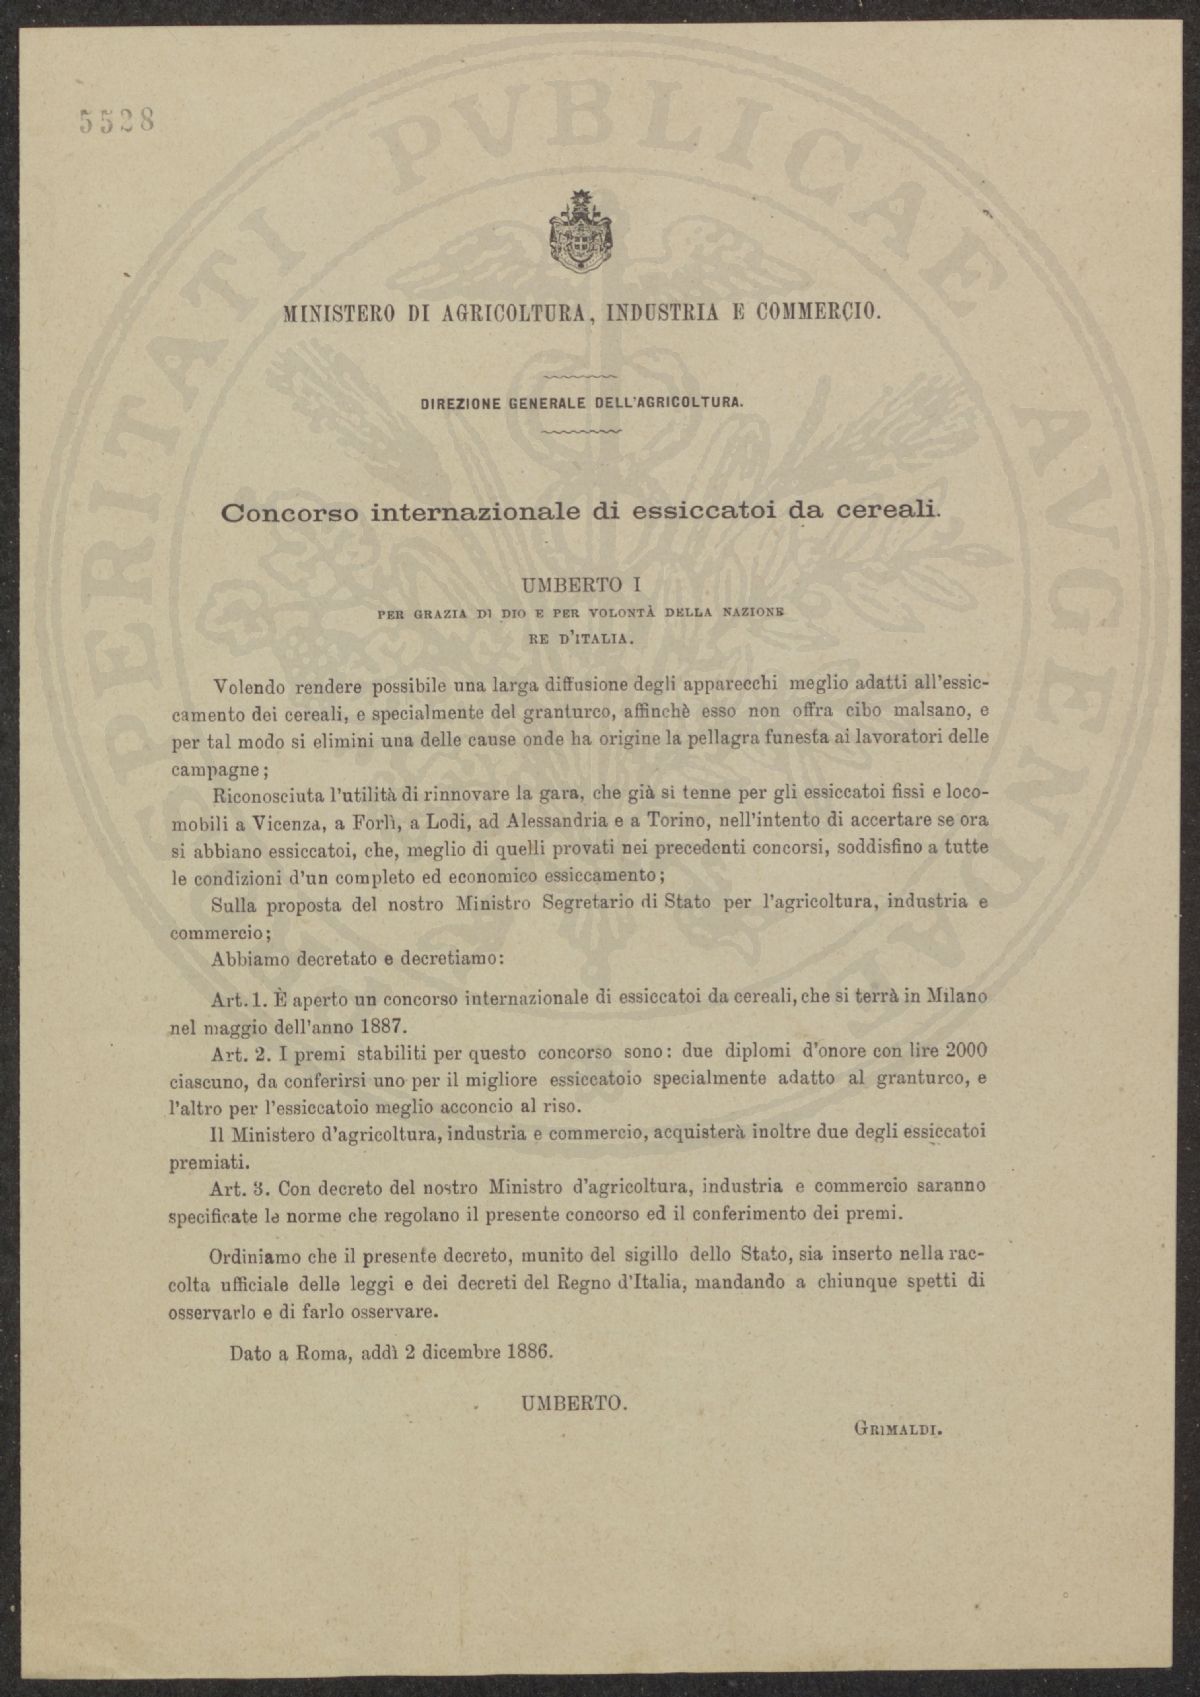 5528
MINISTERO DI AGRICOLTURA, INDUSTRIA E COMMERCIO.
DIREZIONE GENERALE DELL'AGRICOLTURA.
Concorso internazionale di essiccatoi da cereali.
UMBERTO I
PER GRAZIA DI DIO E PER VOLONTÀ DELLA NAZIONE
RE D'ITALIA.
Volendo rendere possibile una larga diffusione degli apparecchi meglio adatti all'essic-
camento dei cereali, e specialmente del granturco, affinchè esso non offra cibo malsano, e
per tal modo si elimini una delle cause onde ha origine la pellagra funesta ai lavoratori delle
campagne;
Riconosciuta l'utilità di rinnovare la gara, che già si tenne per gli essiccatoi fissi e loco-
mobili a Vicenza, a Forlì, a Lodi, ad Alessandria e a Torino, nell'intento di accertare se ora
si abbiano essiccatoi, che, meglio di quelli provati nei precedenti concorsi, soddisfino a tutte
le condizioni d'un completo ed economico essiccamento;
Sulla proposta del nostro Ministro Segretario di Stato per l'agricoltura, industria e
commercio;
Abbiamo decretato e decretiamo:
Art. 1. È aperto un concorso internazionale di essiccatoi da cereali, che si terrà in Milano
nel maggio dell'anno 1887.
Art. 2. I premi stabiliti per questo concorso sono: due diplomi d'onore con lire 2000
ciascuno, da conferirsi uno per il migliore essiccatoio specialmente adatto al granturco, e
l'altro per l'essiccatoio meglio acconcio al riso.
Il Ministero d'agricoltura, industria e commercio, acquisterà inoltre due degli essiccatoi
premiati.
Art. 3. Con decreto del nostro Ministro d'agricoltura, industria e commercio saranno
specificate le norme che regolano il presente concorso ed il conferimento dei premi.
Ordiniamo che il presente decreto, munito del sigillo dello Stato, sia inserto nella rac-
colta ufficiale delle leggi e dei decreti del Regno d'Italia, mandando a chiunque spetti di
osservarlo e di farlo osservare.
Dato a Roma, addì 2 dicembre 1886.
UMBERTO.
GRIMALDI.